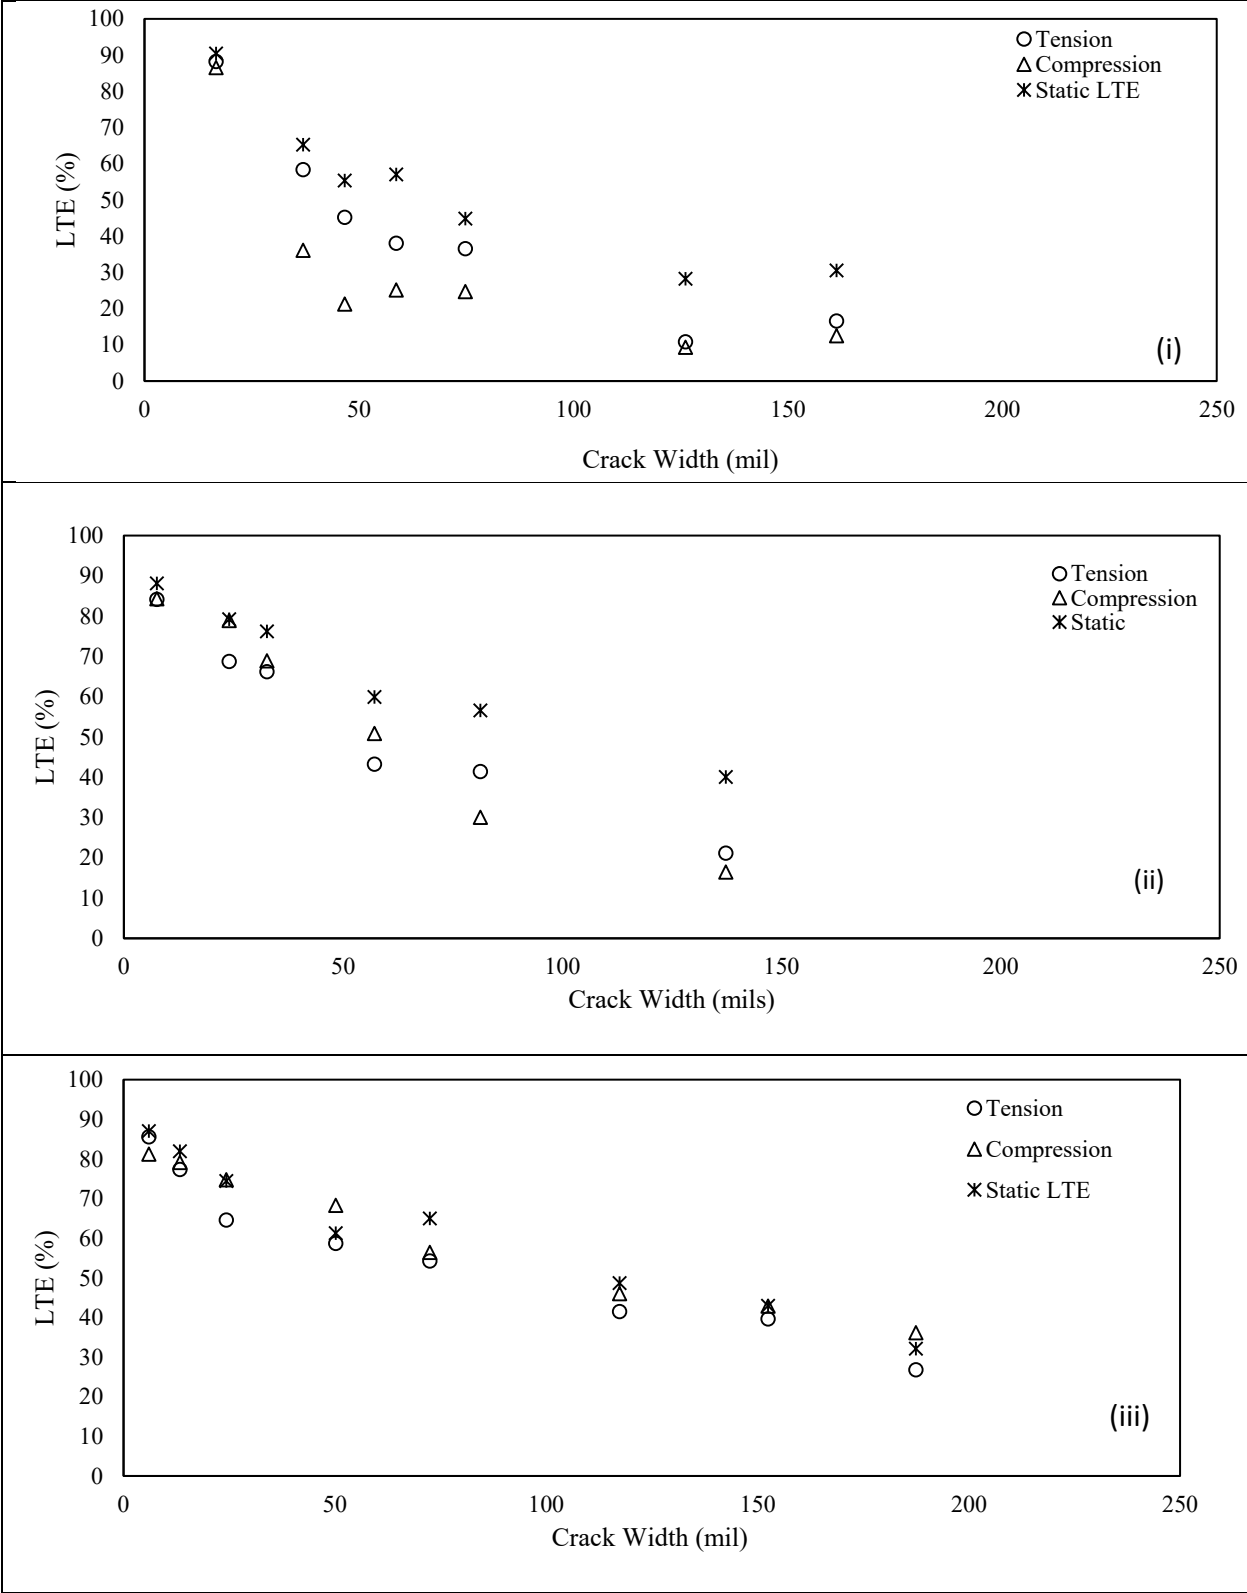 100
90
80
70
60
50
40
30
20
10
0
LTE (%)
Tension
Compression
Static LTE
(i)
0 50 100 150 200 250
Crack Width (mil)
100
90
80
70
60
50
40
30
20
10
0
LTE (%)
Tension
Compression
Static
(ii)
0 50 100 150 200 250
Crack Width (mils)
100
90
80
70
60
50
40
30
20
10
0
LTE (%)
Tension
Compression
Static LTE
(iii)
0 50 100 150 200 250
Crack Width (mil)